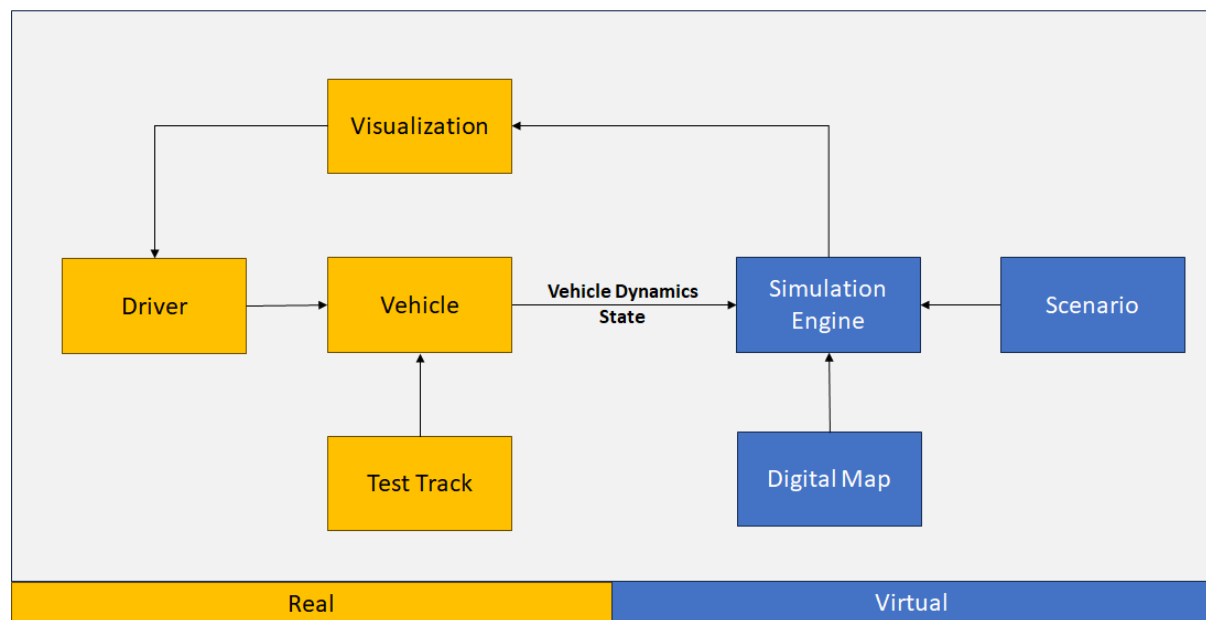 Visualization
Driver
Vehicle
Vehicle Dynamics
State
Simulation
Engine
Scenario
Test Track
Digital Map
Real
Virtual